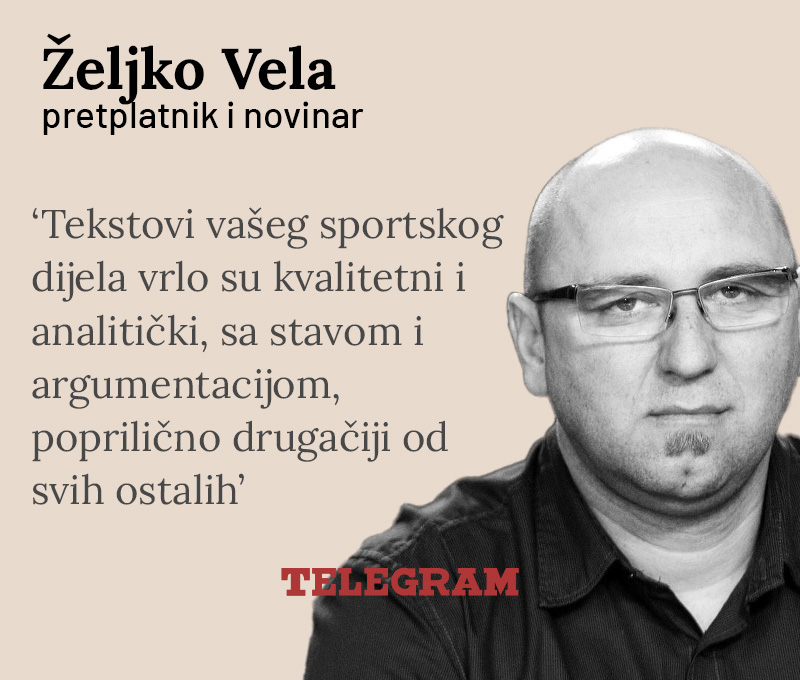 Željko Vela
pretplatnik i novinar
‘Tekstovi vašeg sportskog
dijela vrlo su kvalitetni i
analitički, sa stavom i
argumentacijom,
poprilično drugačiji od
svih ostalih’
TELEGRAM